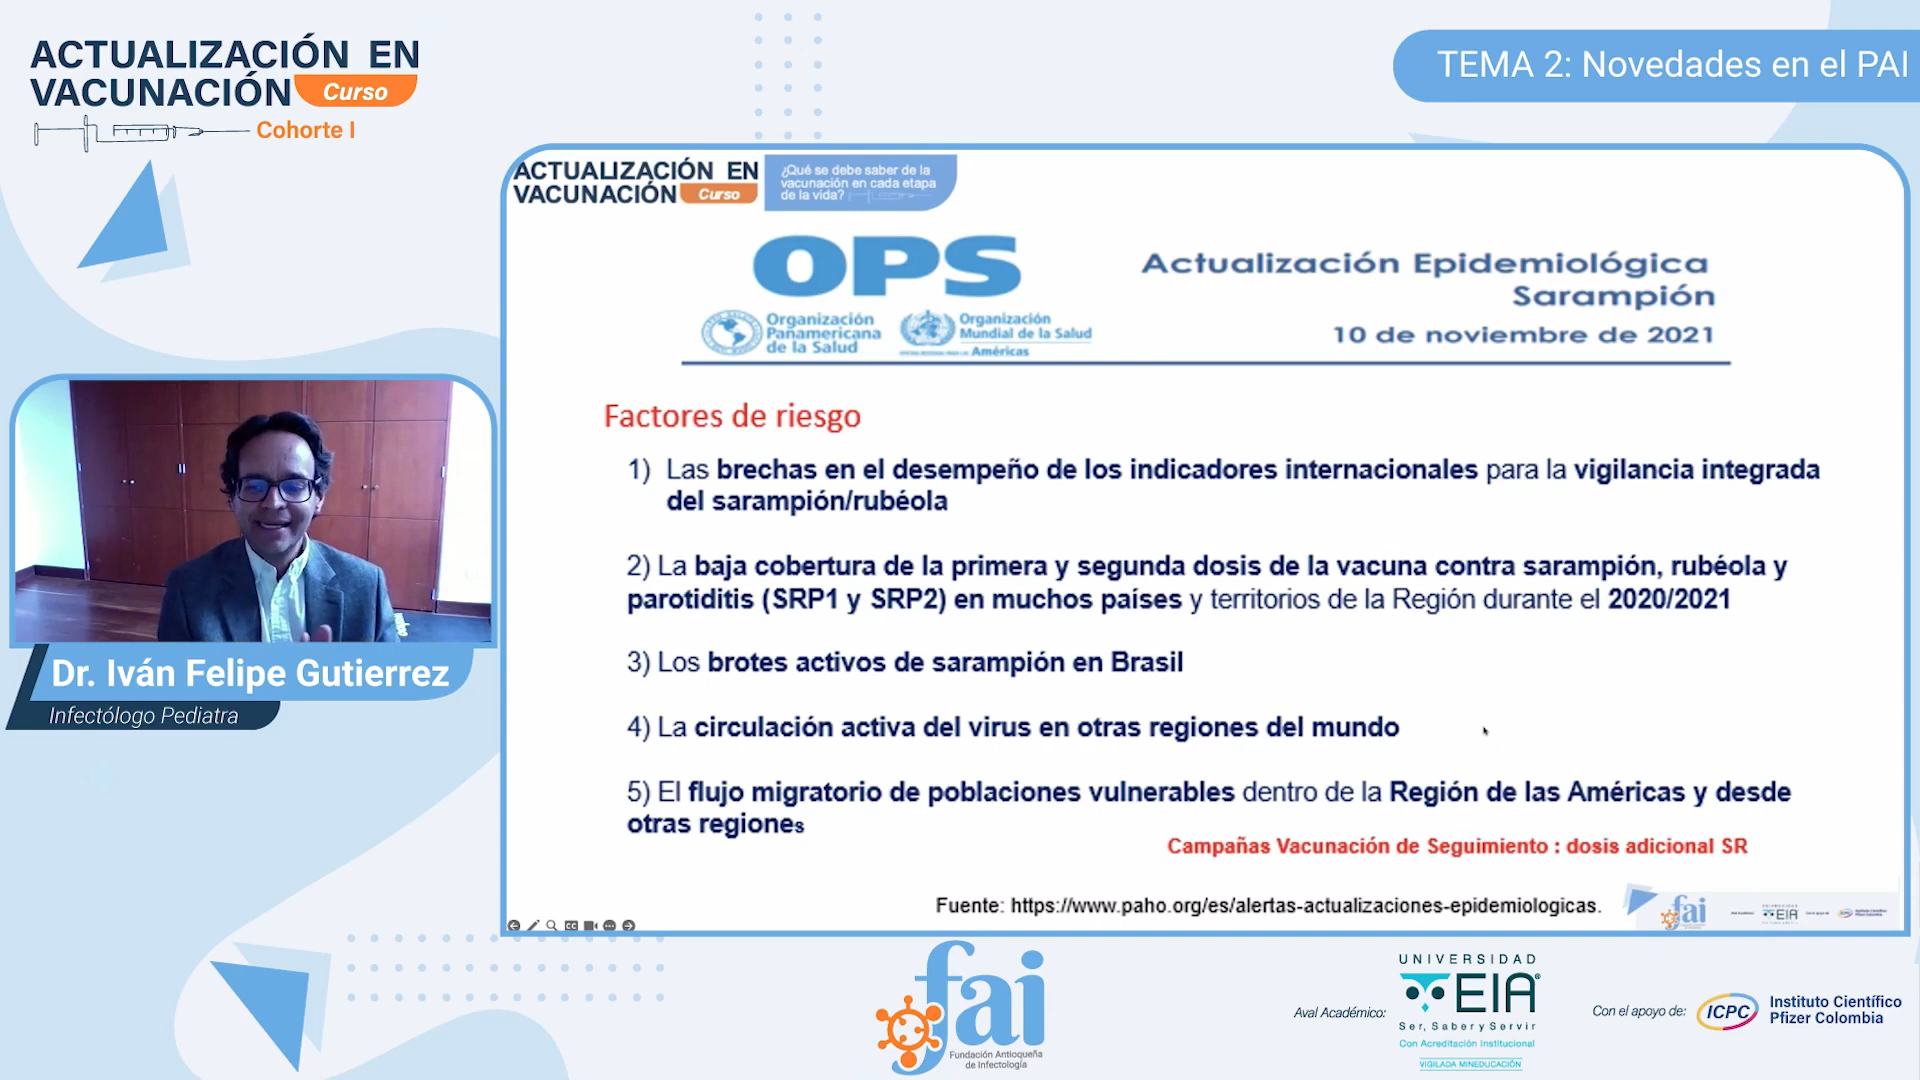 ACTUALIZACIÓN EN
VACUNACIÓN Curso
Cohorte I
TEMA 2: Novedades en el PAI
ACTUALIZACIÓN EN
VACUNACIÓN Curso
¿Qué se debe saber de la
vacunación en cada etapa
de la vida?
OPS
Organización
Panamericana
de la Salud
Organización
Mundial de la Salud
Américas
Actualización Epidemiológica
Sarampión
10 de noviembre de 2021
Factores de riesgo
1) Las brechas en el desempeño de los indicadores internacionales para la vigilancia integrada
del sarampión/rubéola
2) La baja cobertura de la primera y segunda dosis de la vacuna contra sarampión, rubéola y
parotiditis (SRP1 y SRP2) en muchos países y territorios de la Región durante el 2020/2021
3) Los brotes activos de sarampión en Brasil
4) La circulación activa del virus en otras regiones del mundo
5) El flujo migratorio de poblaciones vulnerables dentro de la Región de las Américas y desde
otras regiones
Campañas Vacunación de Seguimiento : dosis adicional SR
Fuente: https://www.paho.org/es/alertas-actualizaciones-epidemiologicas.
fai
EIA
Dr. Iván Felipe Gutierrez
Infectólogo Pediatra
fai
Fundación Antioqueña
de Infectología
Aval Académico:
UNIVERSIDAD
EIA
Ser, Saber y Servir
Con Acreditación Institucional
VIGILADA MINEDUCACIÓN
Con el apoyo de:
ICPC
Instituto Científico
Pfizer Colombia